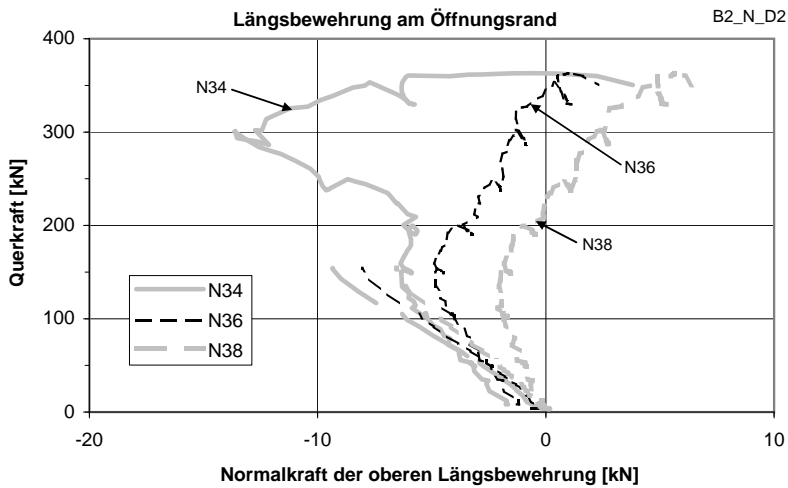 Längsbewehrung am Öffnungsrand
B2_N_D2
400
300
200
100
0
Querkraft [kN]
N34
N36
N38
N34
N36
N38
-20
-10
0
10
Normalkraft der oberen Längsbewehrung [kN]